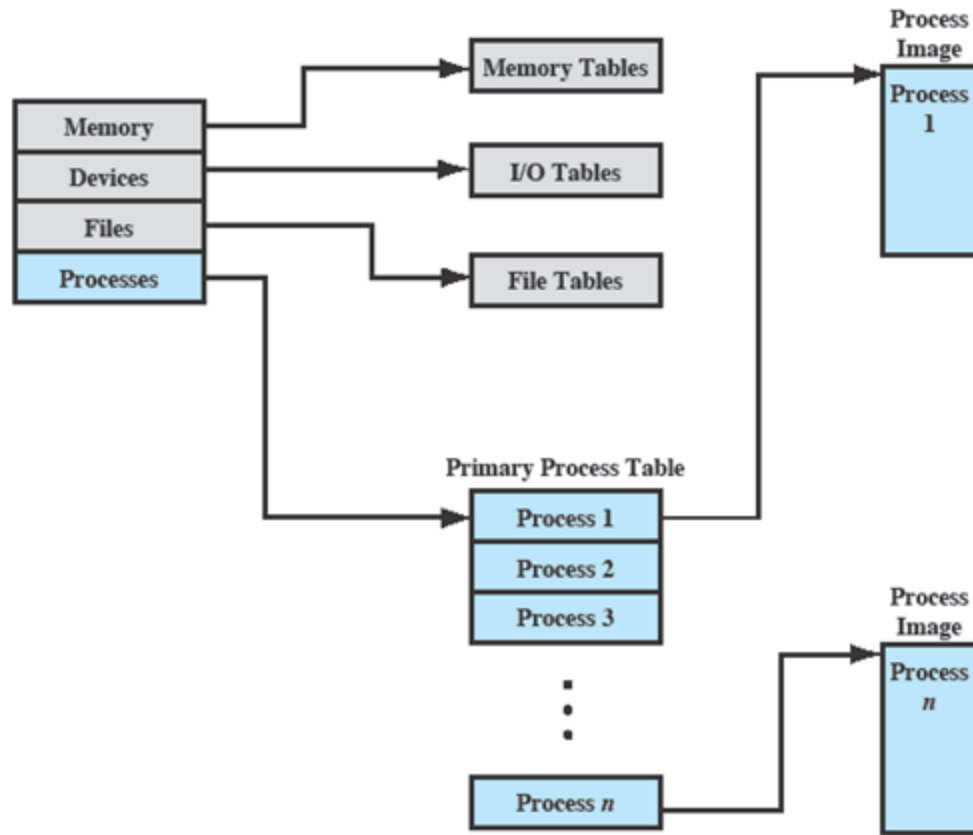 Memory
Devices
Files
Processes
Memory Tables
I/O Tables
File Tables
Primary Process Table
Process 1
Process 2
Process 3
Process n
Process
Image
Process
1
Process
Image
Process
n